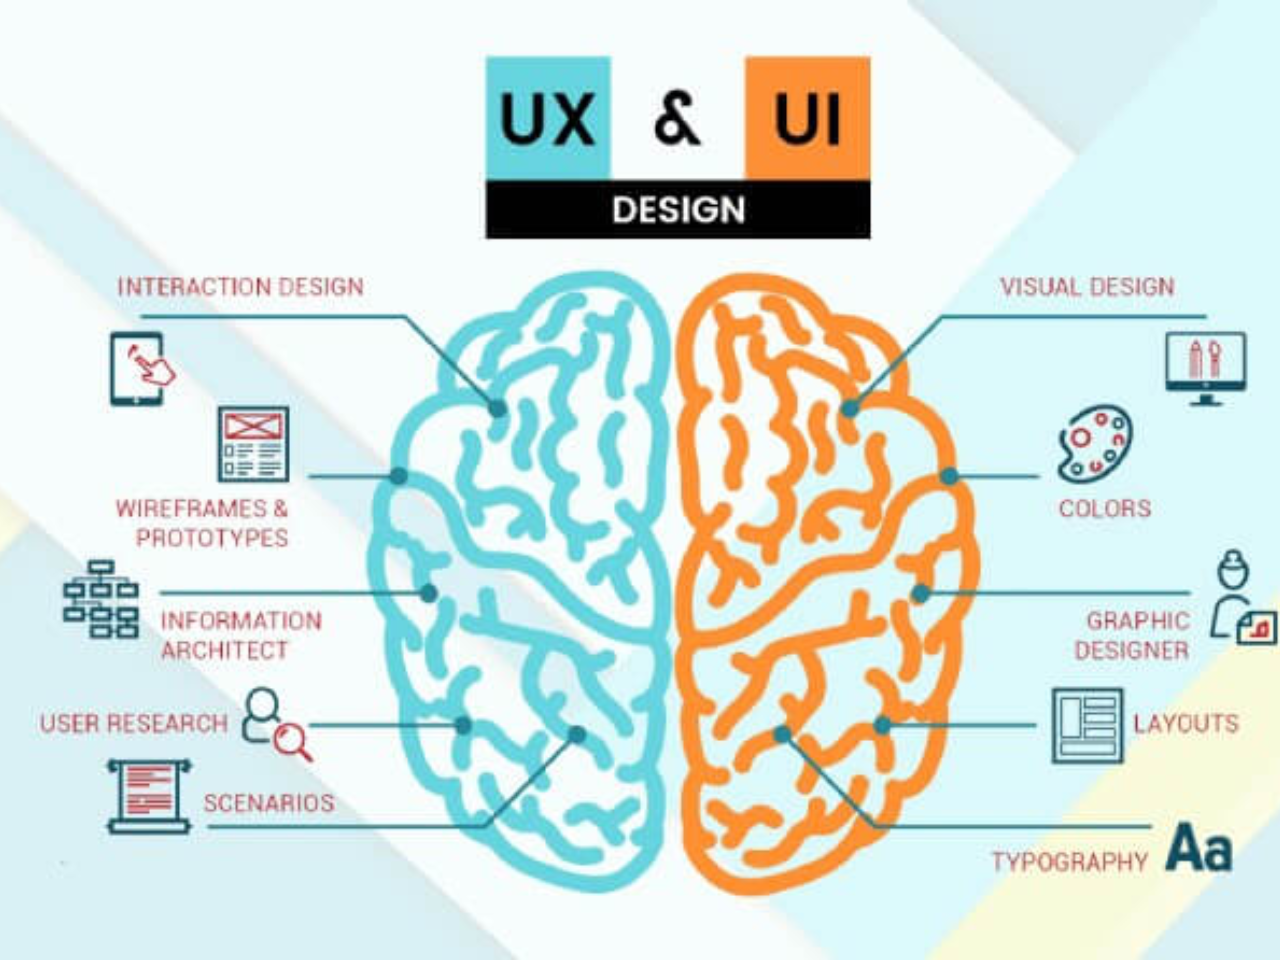 UX & UI
DESIGN
INTERACTION DESIGN
WIREFRAMES &
PROTOTYPES
INFORMATION
ARCHITECT
USER RESEARCH
SCENARIOS
VISUAL DESIGN
COLORS
GRAPHIC
DESIGNER
LAYOUTS
TYPOGRAPHY
Aa